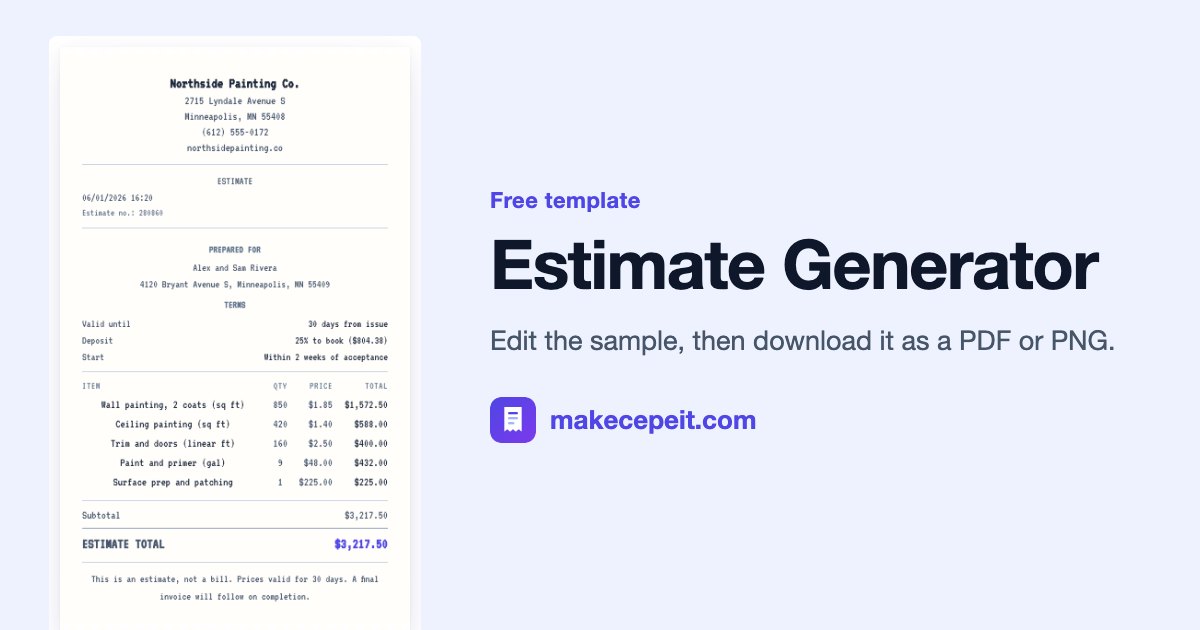 Northside Painting Co.
2715 Lyndale Avenue S
Minneapolis, MN 55408
(612) 555-0172
northsidepainting.co
ESTIMATE
06/01/2026 16:20
Estimate no.: 280860
PREPARED FOR
Alex and Sam Rivera
4120 Bryant Avenue S, Minneapolis, MN 55409
TERMS
Valid until 30 days from issue
Deposit 25% to book ($804.38)
Start Within 2 weeks of acceptance
ITEM QTY PRICE TOTAL
Wall painting, 2 coats (sq ft) 850 $1.85 $1,572.50
Ceiling painting (sq ft) 420 $1.40 $588.00
Trim and doors (linear ft) 160 $2.50 $400.00
Paint and primer (gal) 9 $48.00 $432.00
Surface prep and patching 1 $225.00 $225.00
Subtotal $3,217.50
ESTIMATE TOTAL $3,217.50
This is an estimate, not a bill. Prices valid for 30 days. A final
invoice will follow on completion.
Free template
Estimate Generator
Edit the sample, then download it as a PDF or PNG.
makecepeit.com